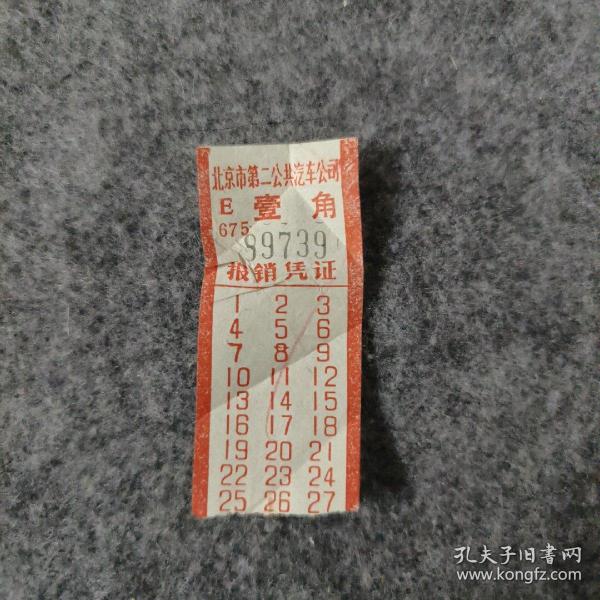 北京市第二公共汽车公司
E 壹角
675 99739
报销凭证
1 2 3
4 5 6
7 8 9
10 11 12
13 14 15
16 17 18
19 20 21
22 23 24
25 26 27
孔夫子旧书网
www.kongfz.com